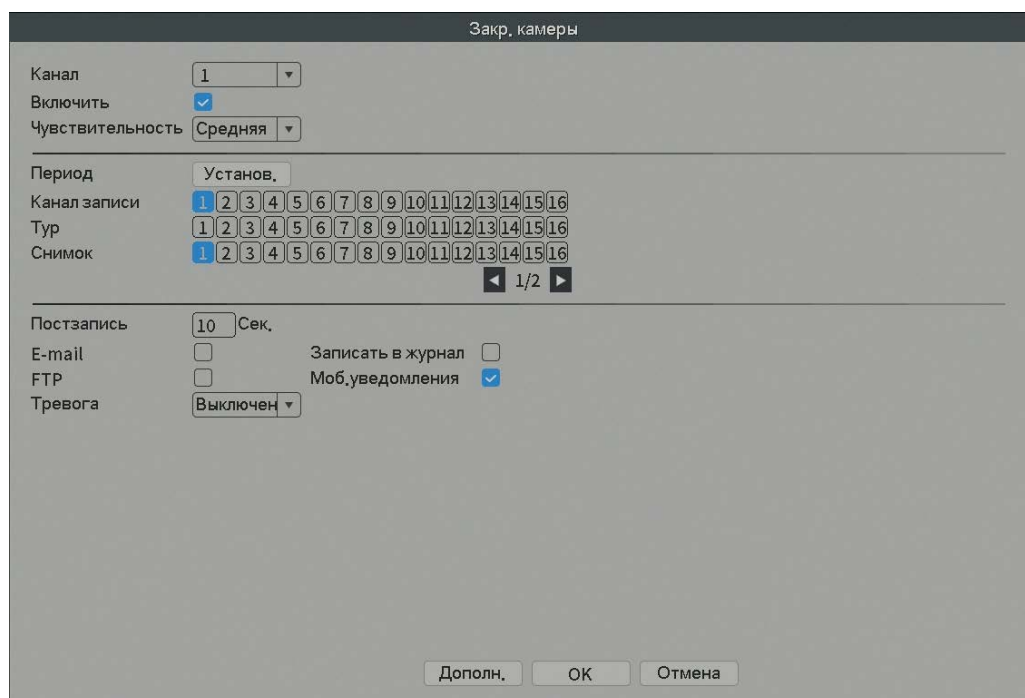 Закр. камеры
Канал 1
Включить
Чувствительность Средняя
Период Установ.
Канал записи 1 2 3 4 5 6 7 8 9 10 11 12 13 14 15 16
Тур 1 2 3 4 5 6 7 8 9 10 11 12 13 14 15 16
Снимок 1 2 3 4 5 6 7 8 9 10 11 12 13 14 15 16
1/2
Постзапись 10 Сек.
E-mail Записать в журнал
FTP Моб.уведомления
Тревога Выключен
Дополн. OK Отмена